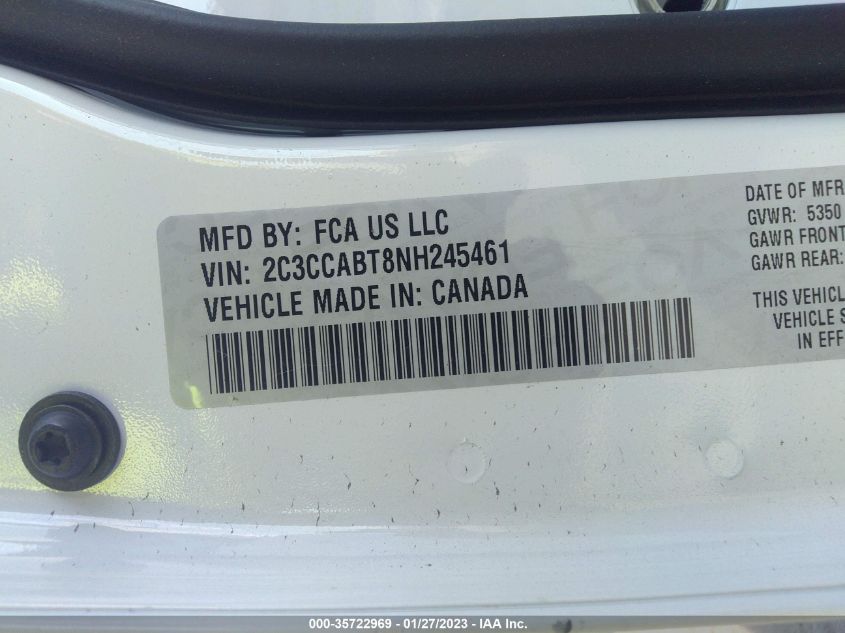 MFD BY: FCA US LLC
VIN: 2C3CCABT8NH245461
VEHICLE MADE IN: CANADA
DATE OF MFR
GVWR: 5350
GAWR FRONT
GAWR REAR:
THIS VEHICL
VEHICLE S
IN EFF
000-35722969 - 01/27/2023 - IAA Inc.